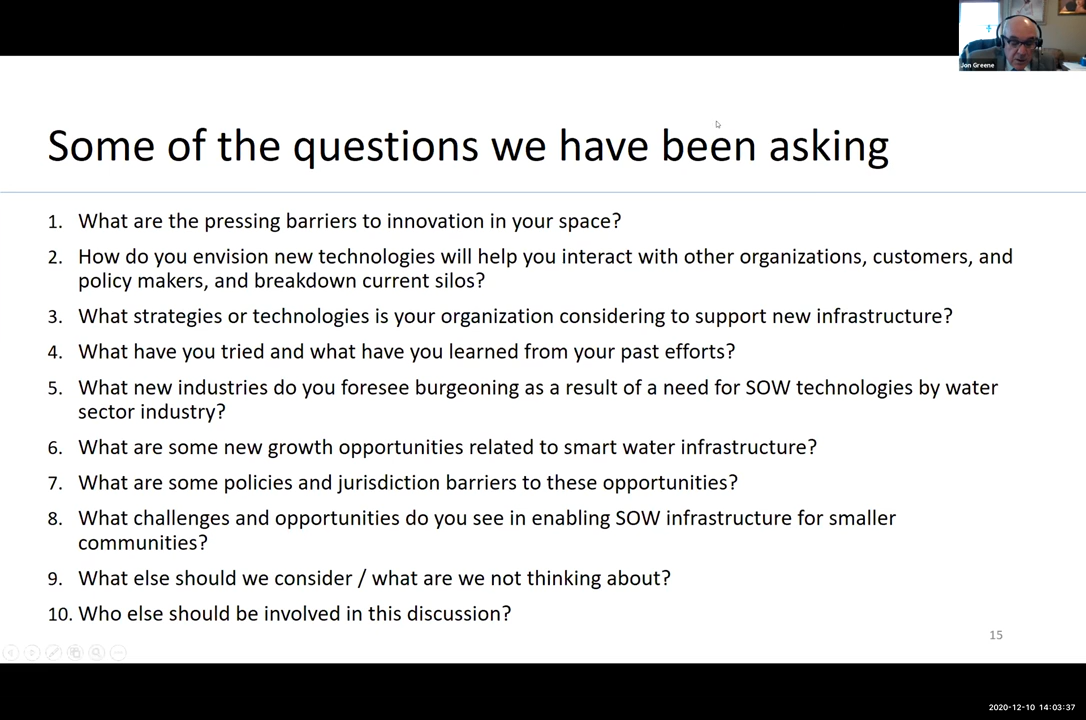 Jon Greene
Some of the questions we have been asking
1. What are the pressing barriers to innovation in your space?
2. How do you envision new technologies will help you interact with other organizations, customers, and
policy makers, and breakdown current silos?
3. What strategies or technologies is your organization considering to support new infrastructure?
4. What have you tried and what have you learned from your past efforts?
5. What new industries do you foresee burgeoning as a result of a need for SOW technologies by water
sector industry?
6. What are some new growth opportunities related to smart water infrastructure?
7. What are some policies and jurisdiction barriers to these opportunities?
8. What challenges and opportunities do you see in enabling SOW infrastructure for smaller
communities?
9. What else should we consider / what are we not thinking about?
10. Who else should be involved in this discussion?
15
2020-12-10 14:03:37